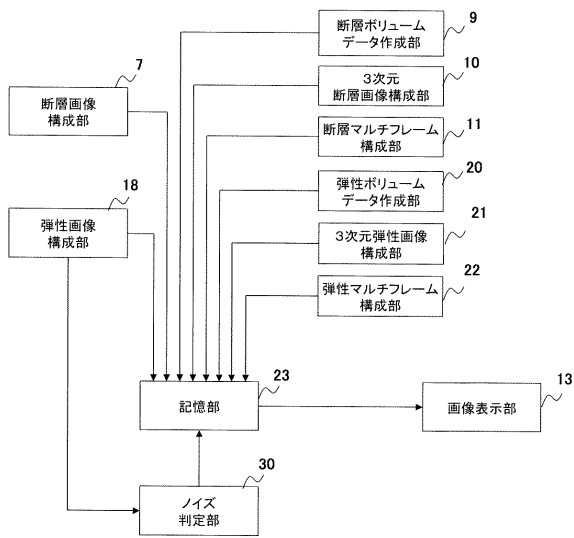 9
断層ボリューム
データ作成部
7
断層画像
構成部
10
3次元
断層画像構成部
11
断層マルチフレーム
構成部
18
弾性画像
構成部
20
弾性ボリューム
データ作成部
21
3次元弾性画像
構成部
22
弾性マルチフレーム
構成部
23
記憶部
13
画像表示部
30
ノイズ
判定部